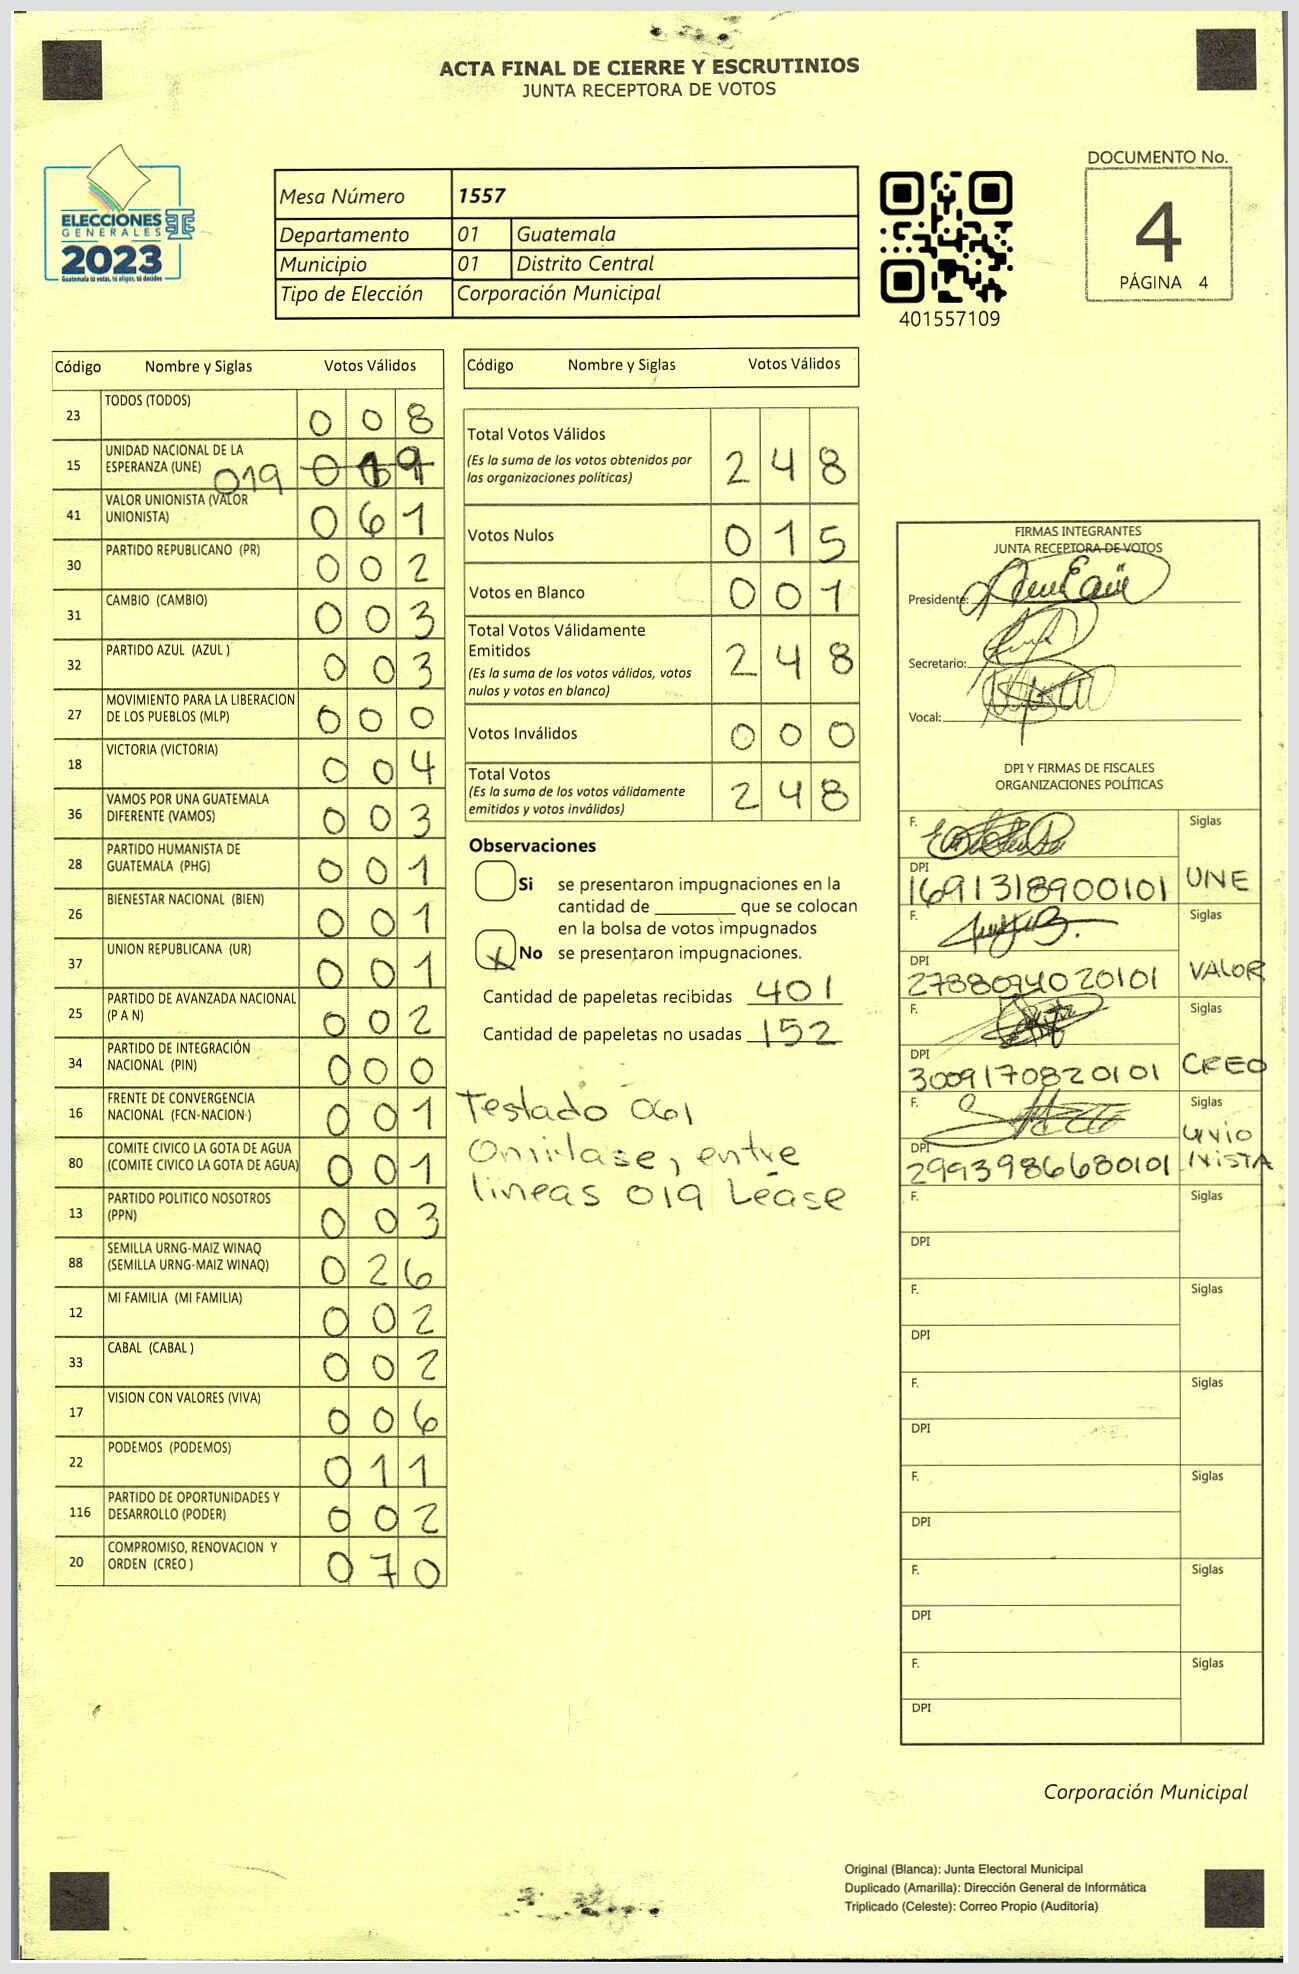 ACTA FINAL DE CIERRE Y ESCRUTINIOS
JUNTA RECEPTORA DE VOTOS
ELECCIONES
GENERALES
2023
Guatemala tú votas, tú eliges, tú decides
Mesa Número 1557
Departamento 01 Guatemala
Municipio 01 Distrito Central
Tipo de Elección Corporación Municipal
401557109
DOCUMENTO No.
4
PÁGINA 4
Código Nombre y Siglas Votos Válidos
23 TODOS (TODOS) 0 0 8
15 UNIDAD NACIONAL DE LA
ESPERANZA (UNE) 019
41 VALOR UNIONISTA (VALOR
UNIONISTA) 0 6 1
30 PARTIDO REPUBLICANO (PR) 0 0 2
31 CAMBIO (CAMBIO) 0 0 3
32 PARTIDO AZUL (AZUL ) 0 0 3
27 MOVIMIENTO PARA LA LIBERACION
DE LOS PUEBLOS (MLP) 0 0 0
18 VICTORIA (VICTORIA) 0 0 4
36 VAMOS POR UNA GUATEMALA
DIFERENTE (VAMOS) 0 0 3
28 PARTIDO HUMANISTA DE
GUATEMALA (PHG) 0 0 1
26 BIENESTAR NACIONAL (BIEN) 0 0 1
37 UNION REPUBLICANA (UR) 0 0 1
25 PARTIDO DE AVANZADA NACIONAL
(P A N) 0 0 2
34 PARTIDO DE INTEGRACIÓN
NACIONAL (PIN) 0 0 0
16 FRENTE DE CONVERGENCIA
NACIONAL (FCN-NACION ) 0 0 1
80 COMITE CIVICO LA GOTA DE AGUA
(COMITE CIVICO LA GOTA DE AGUA) 0 0 1
13 PARTIDO POLITICO NOSOTROS
(PPN) 0 0 3
88 SEMILLA URNG-MAIZ WINAQ
(SEMILLA URNG-MAIZ WINAQ) 0 2 6
12 MI FAMILIA (MI FAMILIA) 0 0 2
33 CABAL (CABAL ) 0 0 2
17 VISION CON VALORES (VIVA) 0 0 6
22 PODEMOS (PODEMOS) 0 1 1
116 PARTIDO DE OPORTUNIDADES Y
DESARROLLO (PODER) 0 0 2
20 COMPROMISO, RENOVACION Y
ORDEN (CREO ) 0 7 0
Código Nombre y Siglas Votos Válidos
Total Votos Válidos
(Es la suma de los votos obtenidos por
las organizaciones políticas) 2 4 8
Votos Nulos 0 1 5
Votos en Blanco 0 0 1
Total Votos Válidamente
Emitidos
(Es la suma de los votos válidos, votos
nulos y votos en blanco) 2 4 8
Votos Inválidos 0 0 0
Total Votos
(Es la suma de los votos válidamente
emitidos y votos inválidos) 2 4 8
Observaciones
Si se presentaron impugnaciones en la
cantidad de ________ que se colocan
en la bolsa de votos impugnados
X No se presentaron impugnaciones.
Cantidad de papeletas recibidas 401
Cantidad de papeletas no usadas 152
Testado 061
Omitase, entre
lineas 019 Léase
FIRMAS INTEGRANTES
JUNTA RECEPTORA DE VOTOS
Presidente:
Secretario:
Vocal:
DPI Y FIRMAS DE FISCALES
ORGANIZACIONES POLÍTICAS
F. Siglas
DPI
1691318900101 UNE
F. Siglas
DPI
2788094020101 VALOR
F. Siglas
DPI
3009170820101 CREO
F. Siglas
DPI
2993986680101 UNIO
NISTA
F. Siglas
DPI
F. Siglas
DPI
F. Siglas
DPI
F. Siglas
DPI
F. Siglas
DPI
F. Siglas
DPI
Corporación Municipal
Original (Blanca): Junta Electoral Municipal
Duplicado (Amarilla): Dirección General de Informática
Triplicado (Celeste): Correo Propio (Auditoría)